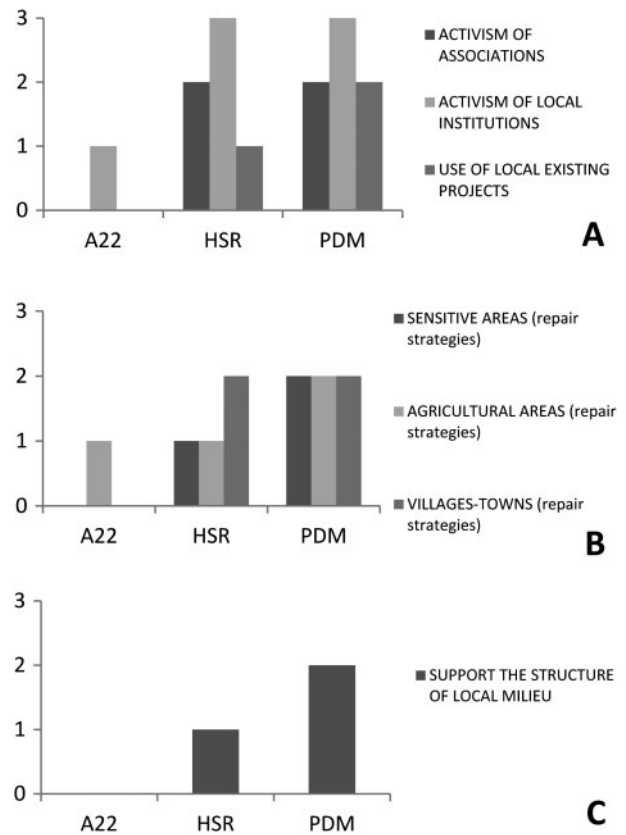 3
2
1
0
A22
HSR
PDM
ACTIVISM OF
ASSOCIATIONS
ACTIVISM OF LOCAL
INSTITUTIONS
USE OF LOCAL EXISTING
PROJECTS
A
3
2
1
0
A22
HSR
PDM
SENSITIVE AREAS (repair
strategies)
AGRICULTURAL AREAS (repair
strategies)
VILLAGES-TOWNS (repair
strategies)
B
3
2
1
0
A22
HSR
PDM
SUPPORT THE STRUCTURE
OF LOCAL MILIEU
C